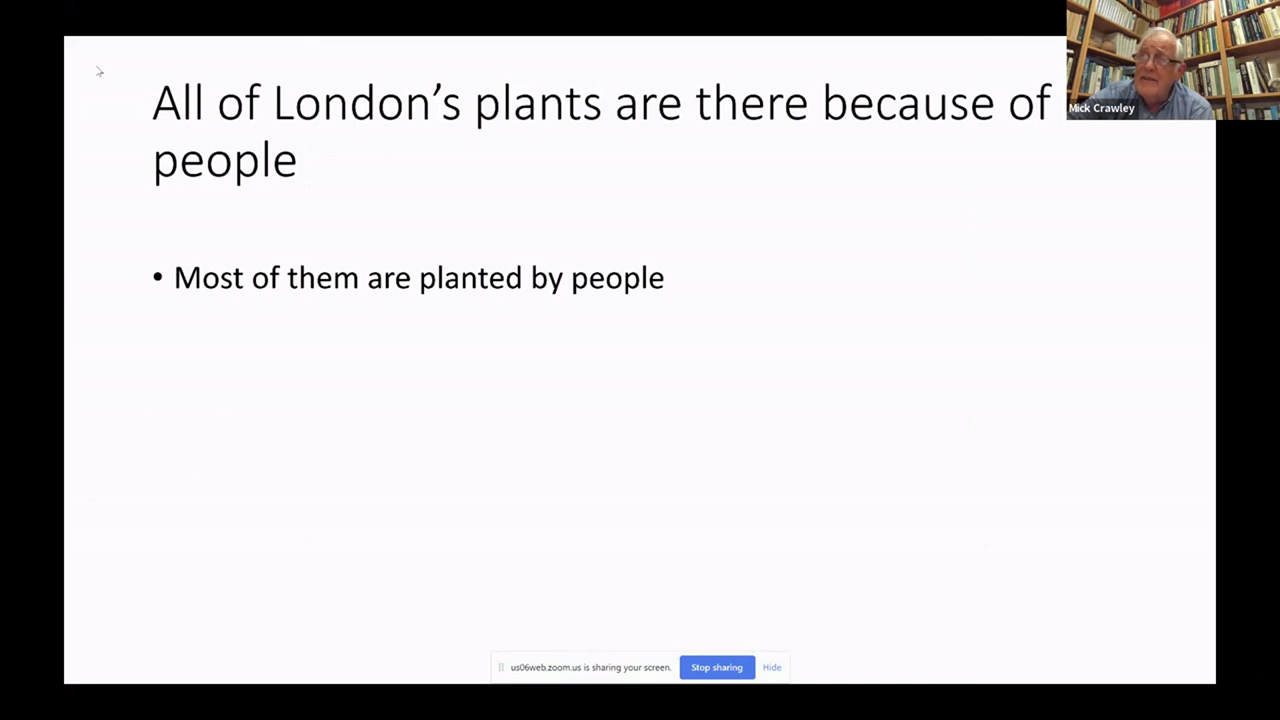 All of London's plants are there because of
people
• Most of them are planted by people
Mick Crawley
us06web.zoom.us is sharing your screen. Stop sharing Hide